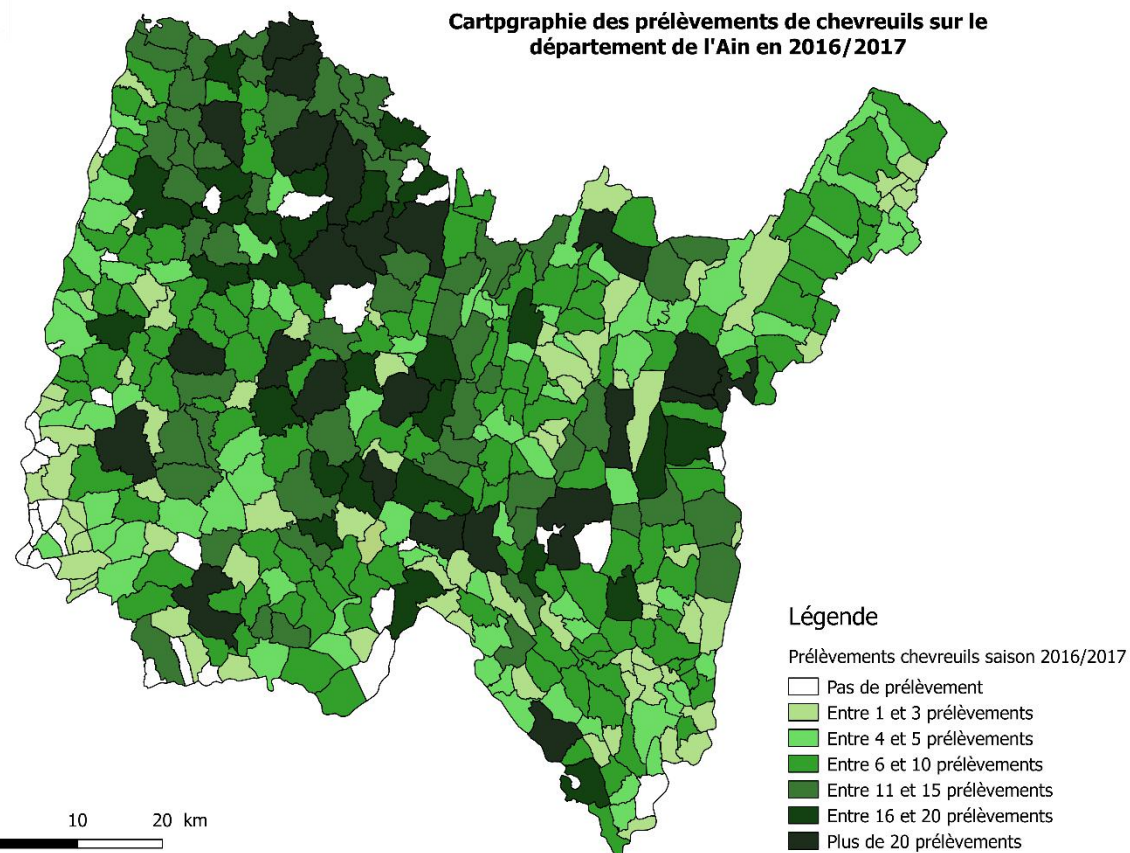 Cartpgraphie des prélèvements de chevreuils sur le
département de l'Ain en 2016/2017
Légende
Prélèvements chevreuils saison 2016/2017
Pas de prélèvement
Entre 1 et 3 prélèvements
Entre 4 et 5 prélèvements
Entre 6 et 10 prélèvements
Entre 11 et 15 prélèvements
Entre 16 et 20 prélèvements
Plus de 20 prélèvements
10 20 km